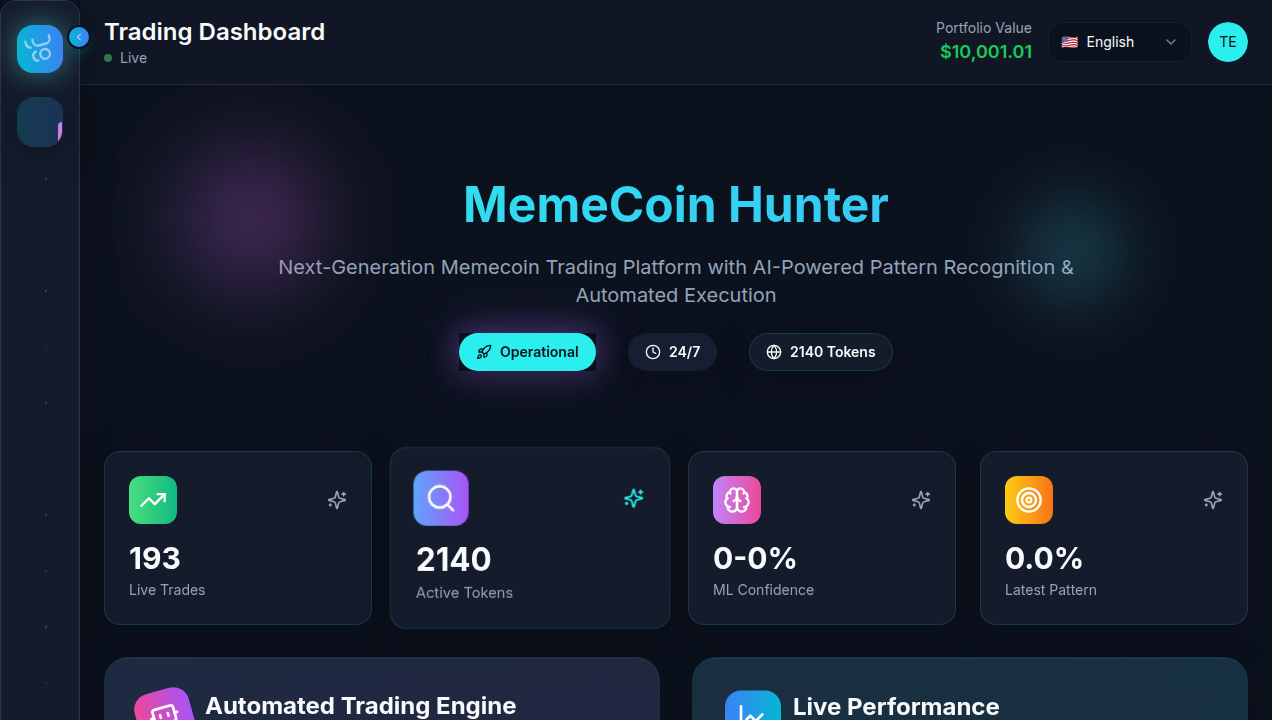 Trading Dashboard
Live
Portfolio Value
$10,001.01
English
TE
MemeCoin Hunter
Next-Generation Memecoin Trading Platform with AI-Powered Pattern Recognition &
Automated Execution
Operational
24/7
2140 Tokens
193
Live Trades
2140
Active Tokens
0-0%
ML Confidence
0.0%
Latest Pattern
Automated Trading Engine
Live Performance